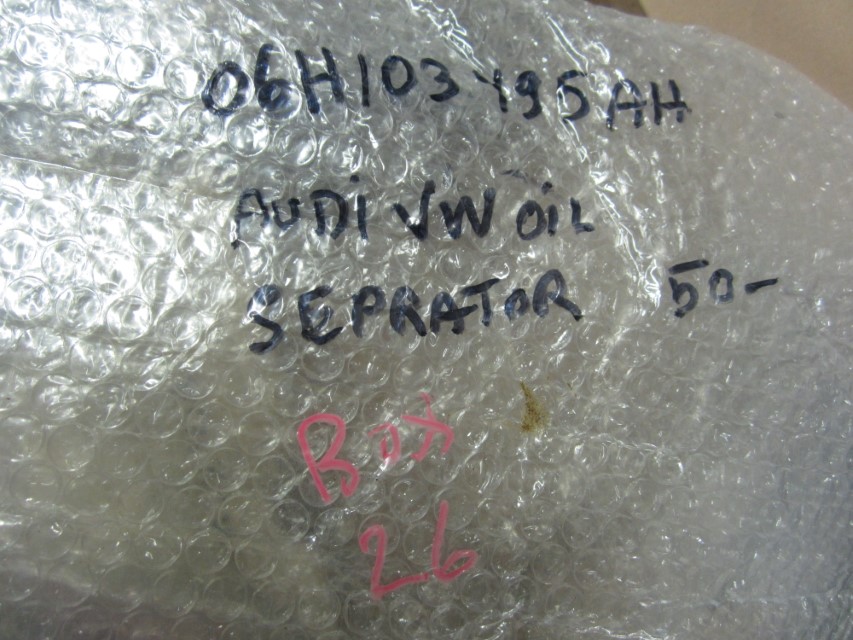 06H103495AH
AUDi VW OiL
SEPRATOR 50-
Box
26